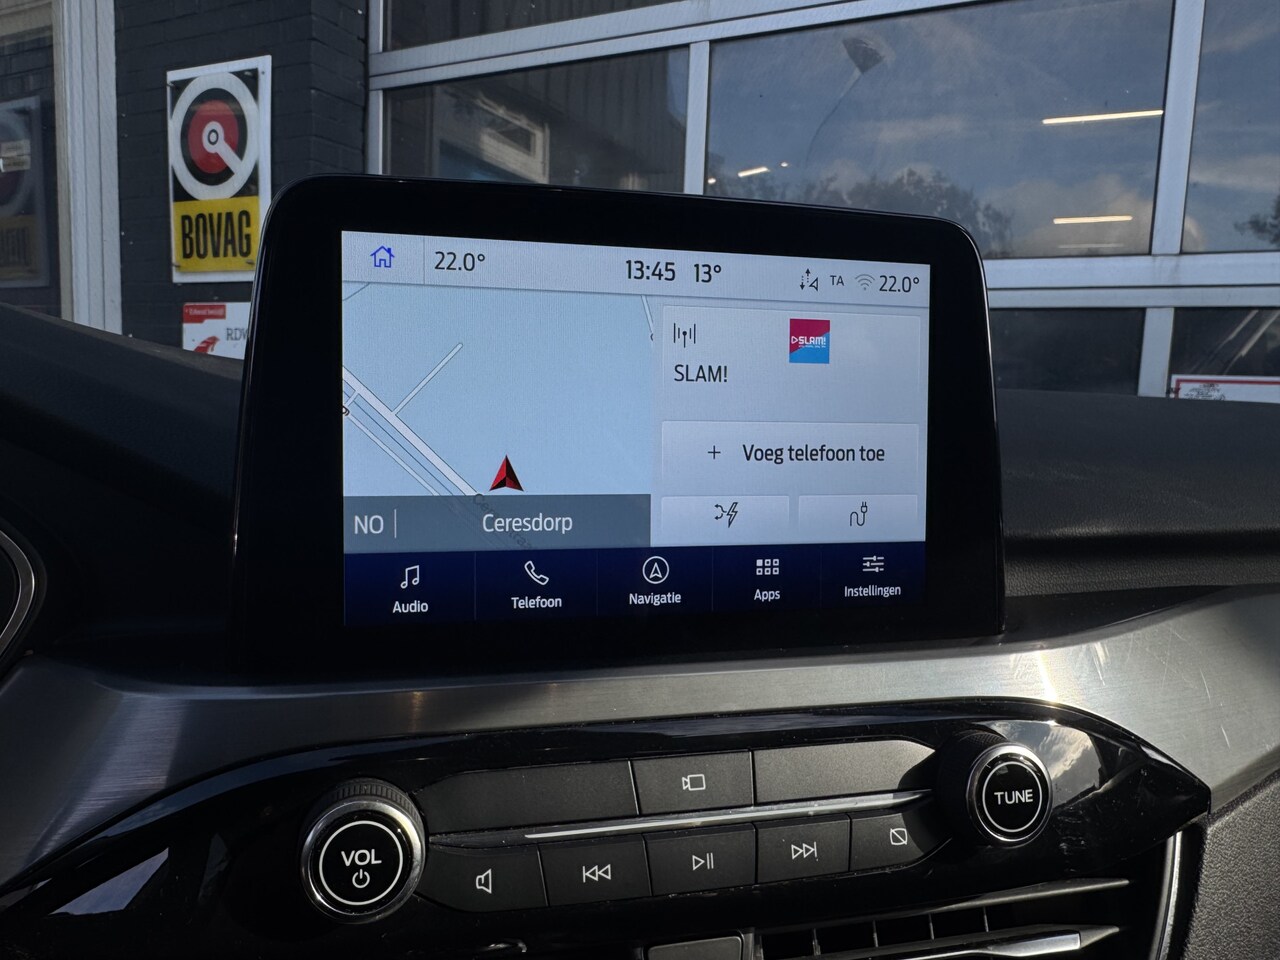 BOVAG
RDW
22.0°
13:45 13°
TA
22.0°
SLAM!
SLAM!
+ Voeg telefoon toe
NO
Ceresdorp
Audio
Telefoon
Navigatie
Apps
Instellingen
VOL
TUNE